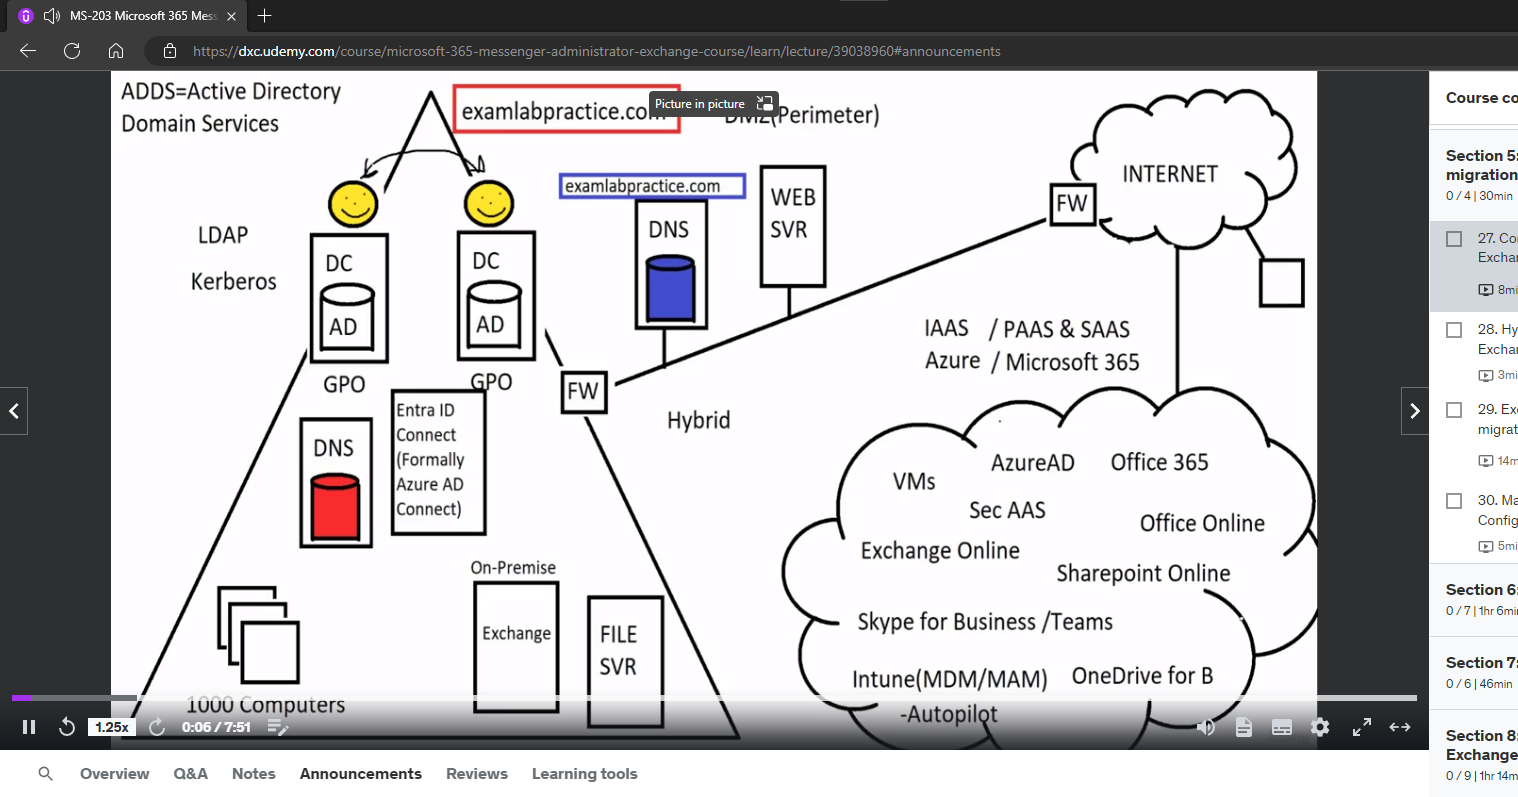 MS-203 Microsoft 365 Mess
https://dxc.udemy.com/course/microsoft-365-messenger-administrator-exchange-course/learn/lecture/39038960#announcements
ADDS=Active Directory
Domain Services
examlabpractice.com
Picture in picture
DMZ(Perimeter)
INTERNET
FW
examlabpractice.com
DNS
WEB
SVR
LDAP
Kerberos
DC
AD
GPO
DC
AD
GPO
FW
Hybrid
IAAS / PAAS & SAAS
Azure / Microsoft 365
DNS
Entra ID
Connect
(Formally
Azure AD
Connect)
VMs
AzureAD
Office 365
Sec AAS
Office Online
Exchange Online
Sharepoint Online
Skype for Business /Teams
Intune(MDM/MAM)
-Autopilot
OneDrive for B
On-Premise
Exchange
FILE
SVR
1000 Computers
1.25x
0:06 / 7:51
Overview
Q&A
Notes
Announcements
Reviews
Learning tools
Course co
Section 5:
migration
0 / 4 | 30min
27. Co
Exchan
8mi
28. Hy
Exchan
3mi
29. Exc
migrat
14m
30. Ma
Config
5mi
Section 6:
0 / 7 | 1hr 6mi
Section 7:
0 / 6 | 46min
Section 8:
Exchange
0 / 9 | 1hr 14m